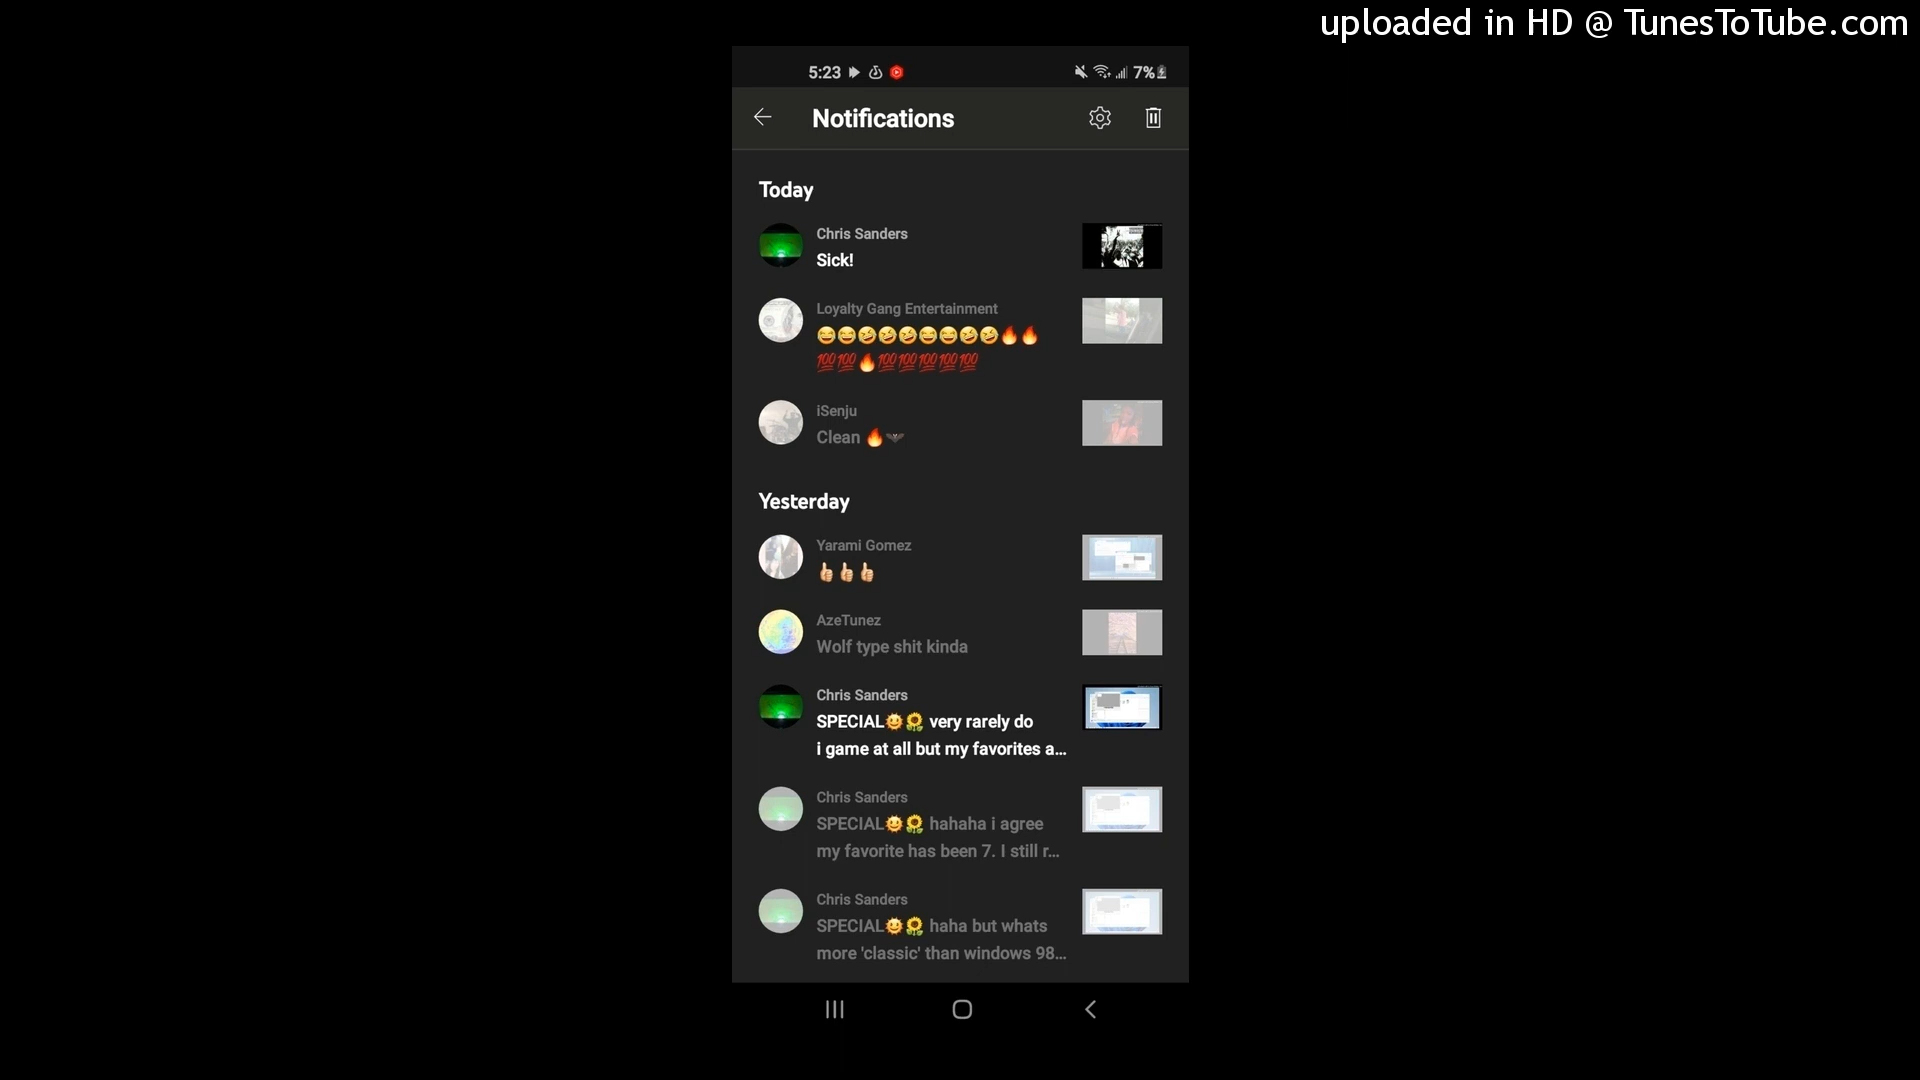 uploaded in HD @ TunesToTube.com
5:23 7%
Notifications
Today
Chris Sanders
Sick!
Loyalty Gang Entertainment
😂😂🤣🤣🤣😂😂🤣🤣🔥🔥
💯💯🔥💯💯💯💯💯
iSenju
Clean 🔥🦇
Yesterday
Yarami Gomez
👍🏻👍🏻👍🏻
AzeTunez
Wolf type shit kinda
Chris Sanders
SPECIAL🌞🌻 very rarely do
i game at all but my favorites a...
Chris Sanders
SPECIAL🌞🌻 hahaha i agree
my favorite has been 7. I still r...
Chris Sanders
SPECIAL🌞🌻 haha but whats
more 'classic' than windows 98...